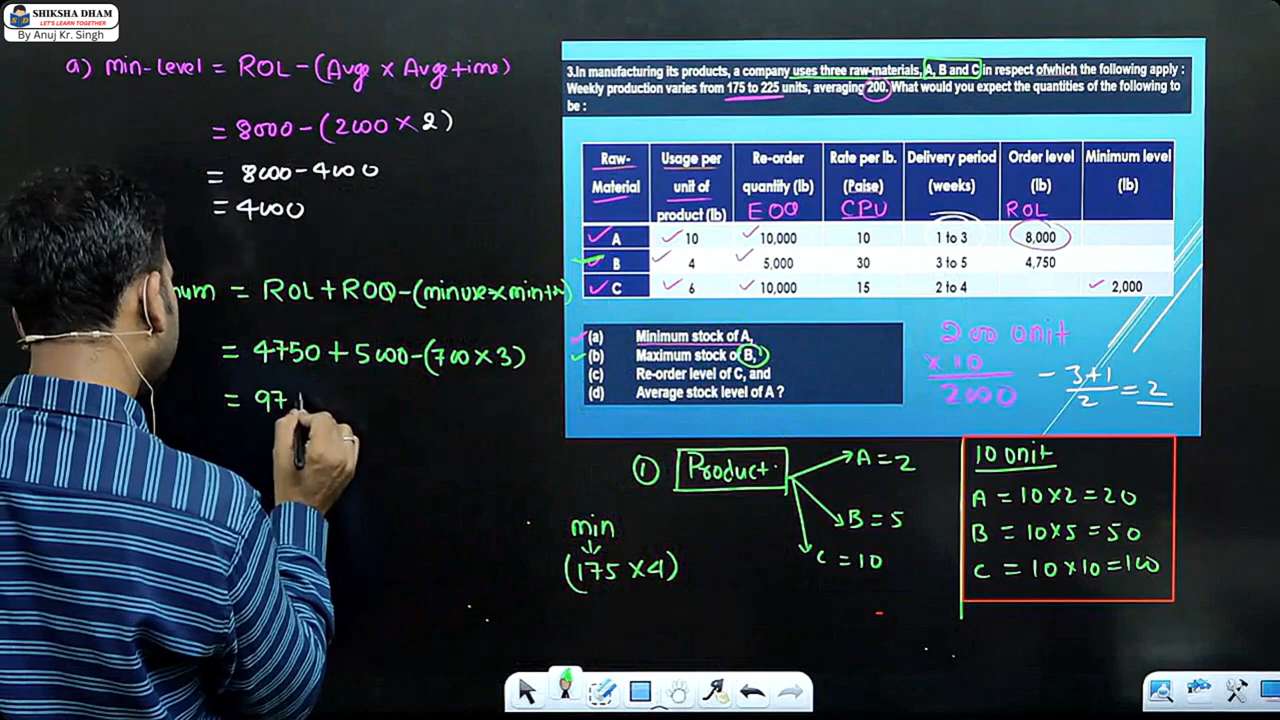 SHIKSHA DHAM
LET'S LEARN TOGETHER
By Anuj Kr. Singh
a) min-level = ROL - (Avge × Avge time)
= 8000 - (2000 × 2)
= 8000 - 4000
= 4000
= ROL + ROQ - (minuse × min
= 4750 + 5000 - (700 × 3)
= 97
3.In manufacturing its products, a company uses three raw-materials, A, B and C in respect ofwhich the following apply :
Weekly production varies from 175 to 225 units, averaging 200. What would you expect the quantities of the following to
be :
Raw-Material Usage per unit of product (lb) Re-order quantity (lb) EOQ Rate per lb. (Paise) CPU Delivery period (weeks) Order level (lb) ROL Minimum level (lb)
A 10 10,000 10 1 to 3 8,000
B 4 5,000 30 3 to 5 4,750
C 6 10,000 15 2 to 4 2,000
(a) Minimum stock of A,
(b) Maximum stock of B,
(c) Re-order level of C, and
(d) Average stock level of A ?
200 Unit
× 10
2000
- 3+1
2
= 2
① Product
A = 2
B = 5
C = 10
min
(175 × 4)
10 Unit
A = 10×2 = 20
B = 10×5 = 50
C = 10×10 = 100